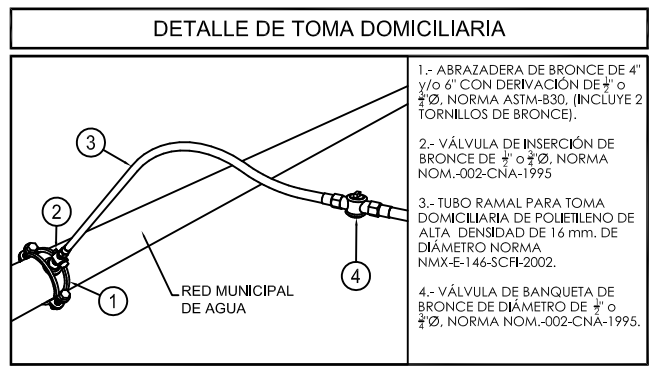 DETALLE DE TOMA DOMICILIARIA
3
2
1
4
RED MUNICIPAL
DE AGUA
1.- ABRAZADERA DE BRONCE DE 4"
y/o 6" CON DERIVACIÓN DE ½" o
¾"Ø, NORMA ASTM-B30, (INCLUYE 2
TORNILLOS DE BRONCE).
2.- VÁLVULA DE INSERCIÓN DE
BRONCE DE ½" o ¾"Ø, NORMA
NOM.-002-CNA-1995
3.- TUBO RAMAL PARA TOMA
DOMICILIARIA DE POLIETILENO DE
ALTA DENSIDAD DE 16 mm. DE
DIÁMETRO NORMA
NMX-E-146-SCFI-2002.
4.- VÁLVULA DE BANQUETA DE
BRONCE DE DIÁMETRO DE ½" o
¾"Ø, NORMA NOM.-002-CNA-1995.